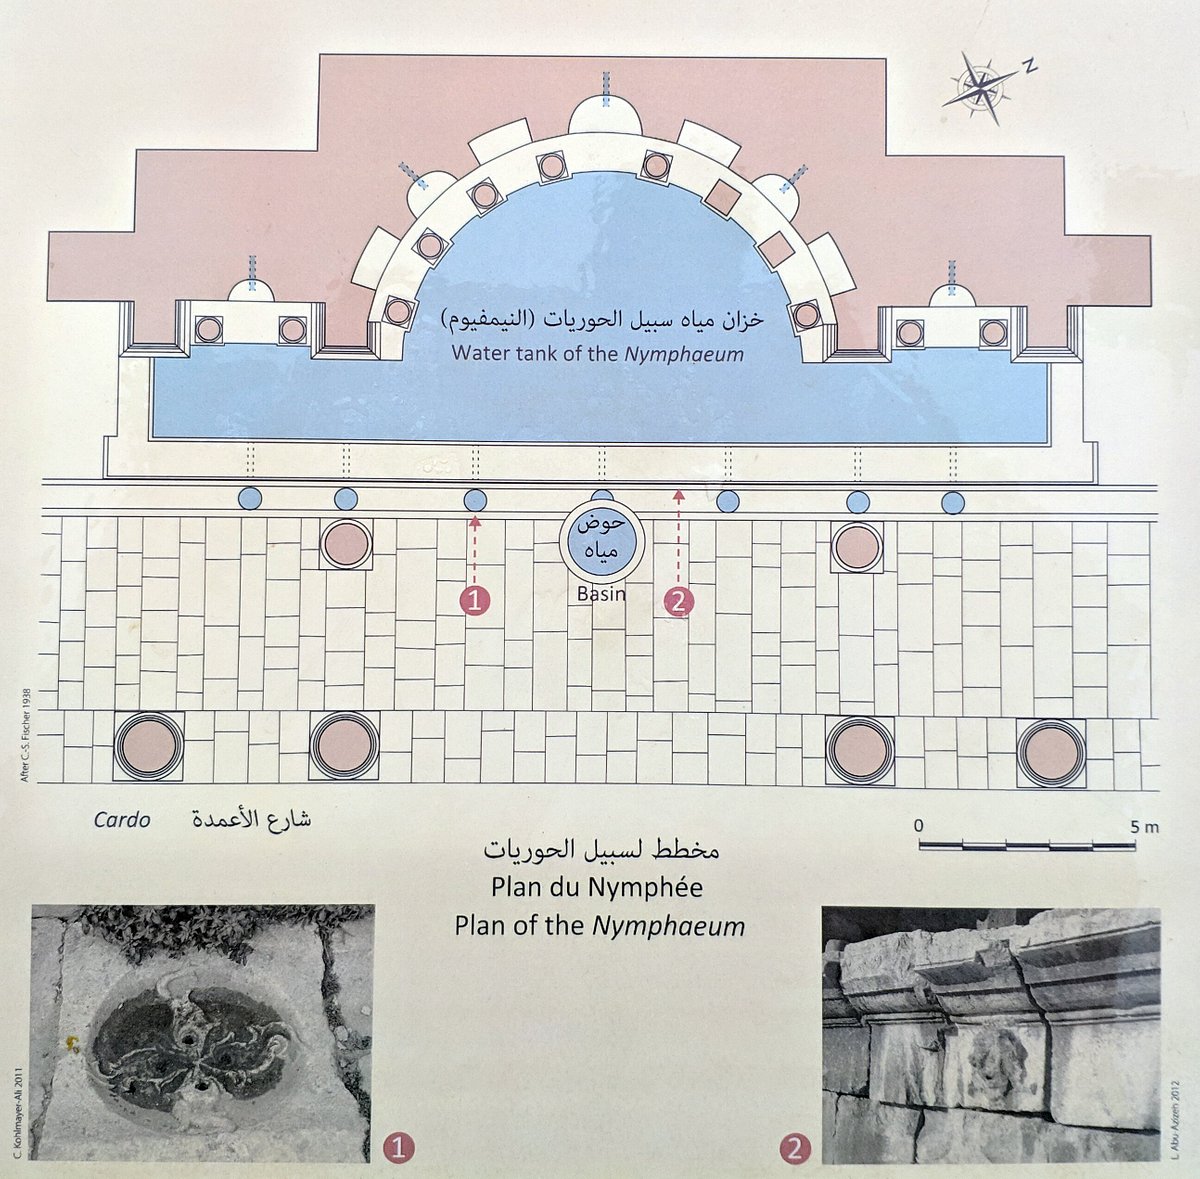 N
خزان مياه سبيل الحوريات (النيمفيوم)
Water tank of the Nymphaeum
حوض
مياه
Basin
1
2
After C.-S. Fischer 1938
Cardo
شارع الأعمدة
0
5 m
مخطط لسبيل الحوريات
Plan du Nymphée
Plan of the Nymphaeum
C. Kohlmayer-Ali 2011
1
2
L. Abu Azizeh 2012